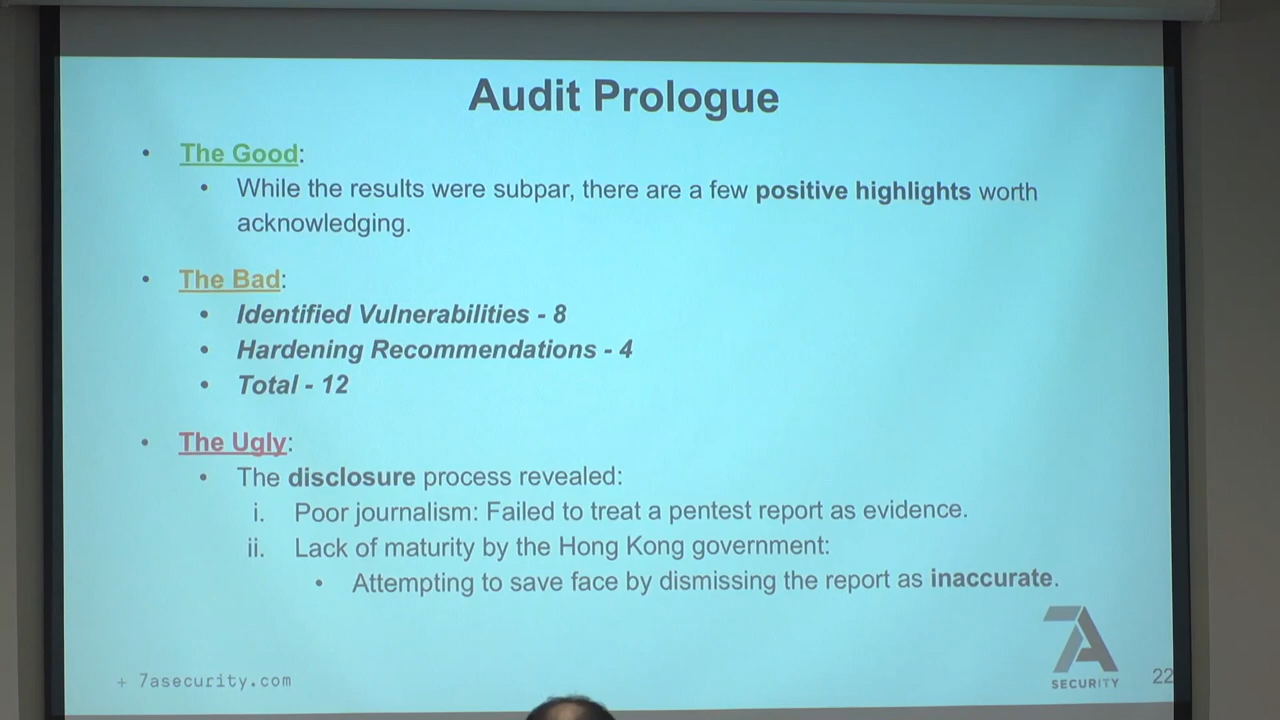 Audit Prologue
• The Good:
• While the results were subpar, there are a few positive highlights worth
acknowledging.
• The Bad:
• Identified Vulnerabilities - 8
• Hardening Recommendations - 4
• Total - 12
• The Ugly:
• The disclosure process revealed:
i. Poor journalism: Failed to treat a pentest report as evidence.
ii. Lack of maturity by the Hong Kong government:
• Attempting to save face by dismissing the report as inaccurate.
+ 7asecurity.com
7A
SECURITY
22